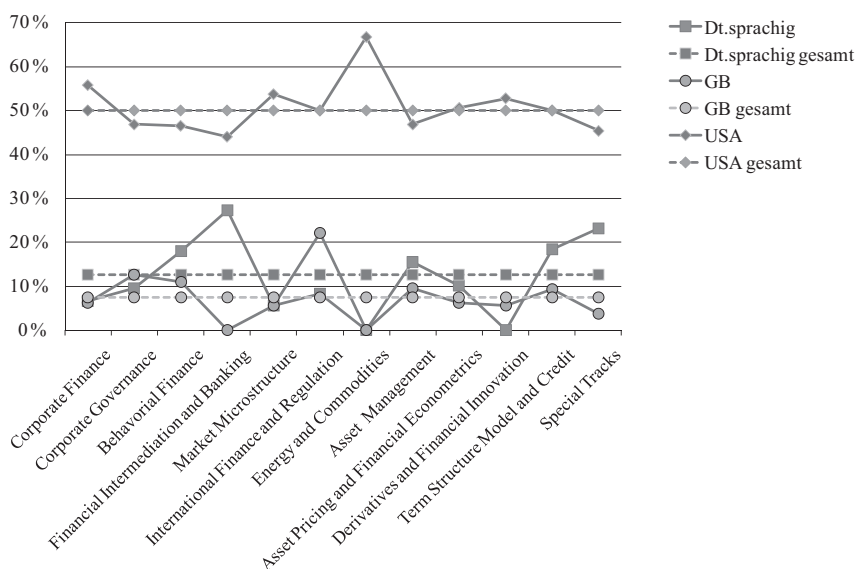 70%
60%
50%
40%
30%
20%
10%
0%
Corporate Finance
Corporate Governance
Behavorial Finance
Financial Intermediation and Banking
Market Microstructure
International Finance and Regulation
Energy and Commodities
Asset Management
Asset Pricing and Financial Econometrics
Derivatives and Financial Innovation
Term Structure Model and Credit
Special Tracks
Dt.sprachig
Dt.sprachig gesamt
GB
GB gesamt
USA
USA gesamt